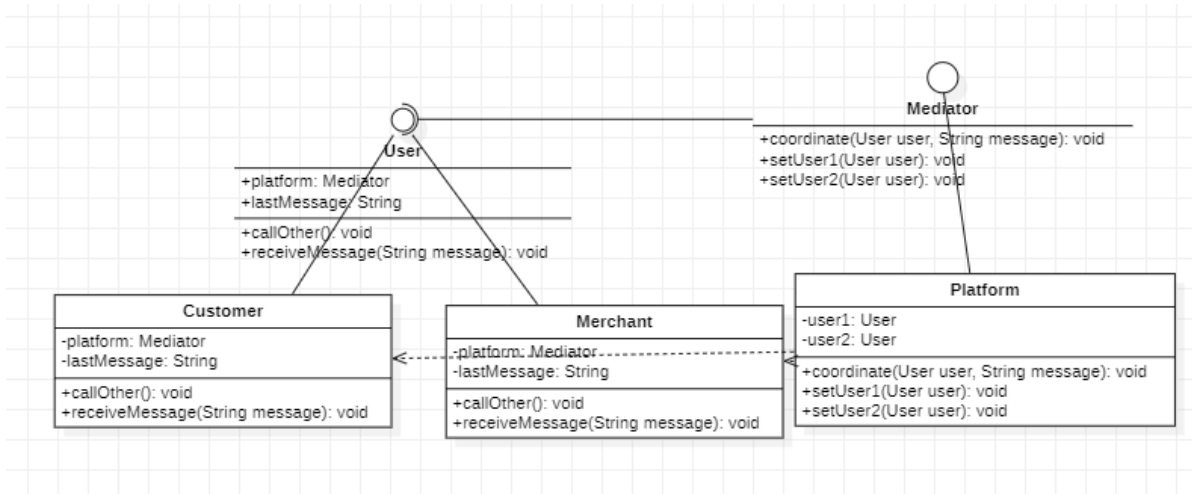 Mediator
+coordinate(User user, String message): void
+setUser1(User user): void
+setUser2(User user): void
User
+platform: Mediator
+lastMessage: String
+callOther(): void
+receiveMessage(String message): void
Customer
-platform: Mediator
-lastMessage: String
+callOther(): void
+receiveMessage(String message): void
Merchant
-platform: Mediator
-lastMessage: String
+callOther(): void
+receiveMessage(String message): void
Platform
-user1: User
-user2: User
+coordinate(User user, String message): void
+setUser1(User user): void
+setUser2(User user): void